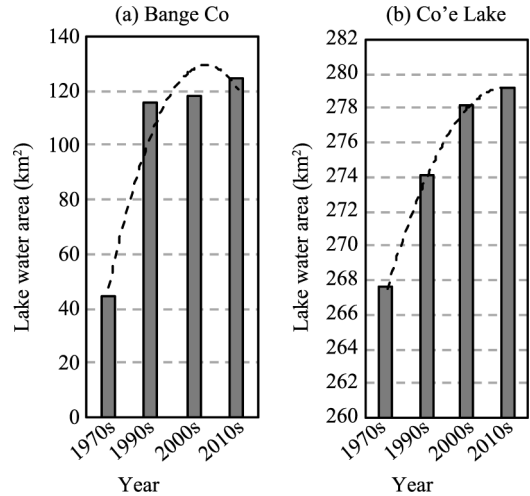 (a) Bange Co
140
120
100
80
60
40
20
0
Lake water area (km²)
1970s
1990s
2000s
2010s
Year
(b) Co’e Lake
282
280
278
276
274
272
270
268
266
264
262
260
Lake water area (km²)
1970s
1990s
2000s
2010s
Year